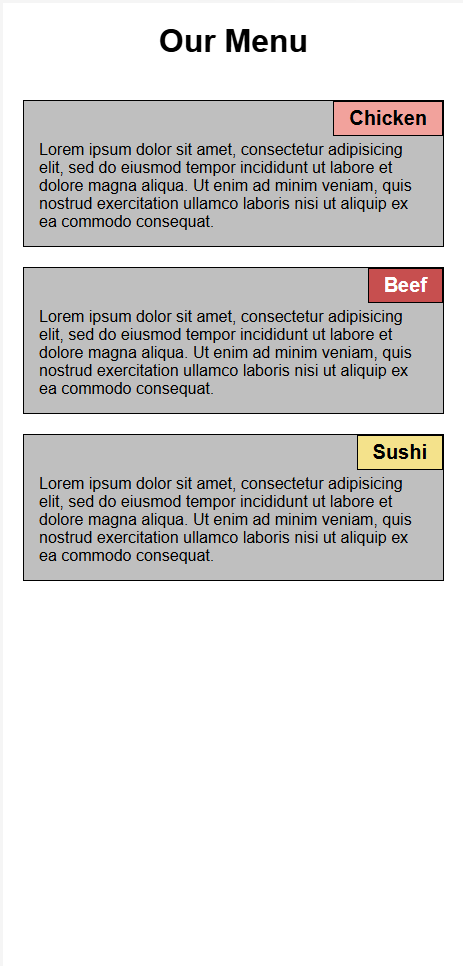 Our Menu
Chicken
Lorem ipsum dolor sit amet, consectetur adipisicing
elit, sed do eiusmod tempor incididunt ut labore et
dolore magna aliqua. Ut enim ad minim veniam, quis
nostrud exercitation ullamco laboris nisi ut aliquip ex
ea commodo consequat.
Beef
Lorem ipsum dolor sit amet, consectetur adipisicing
elit, sed do eiusmod tempor incididunt ut labore et
dolore magna aliqua. Ut enim ad minim veniam, quis
nostrud exercitation ullamco laboris nisi ut aliquip ex
ea commodo consequat.
Sushi
Lorem ipsum dolor sit amet, consectetur adipisicing
elit, sed do eiusmod tempor incididunt ut labore et
dolore magna aliqua. Ut enim ad minim veniam, quis
nostrud exercitation ullamco laboris nisi ut aliquip ex
ea commodo consequat.